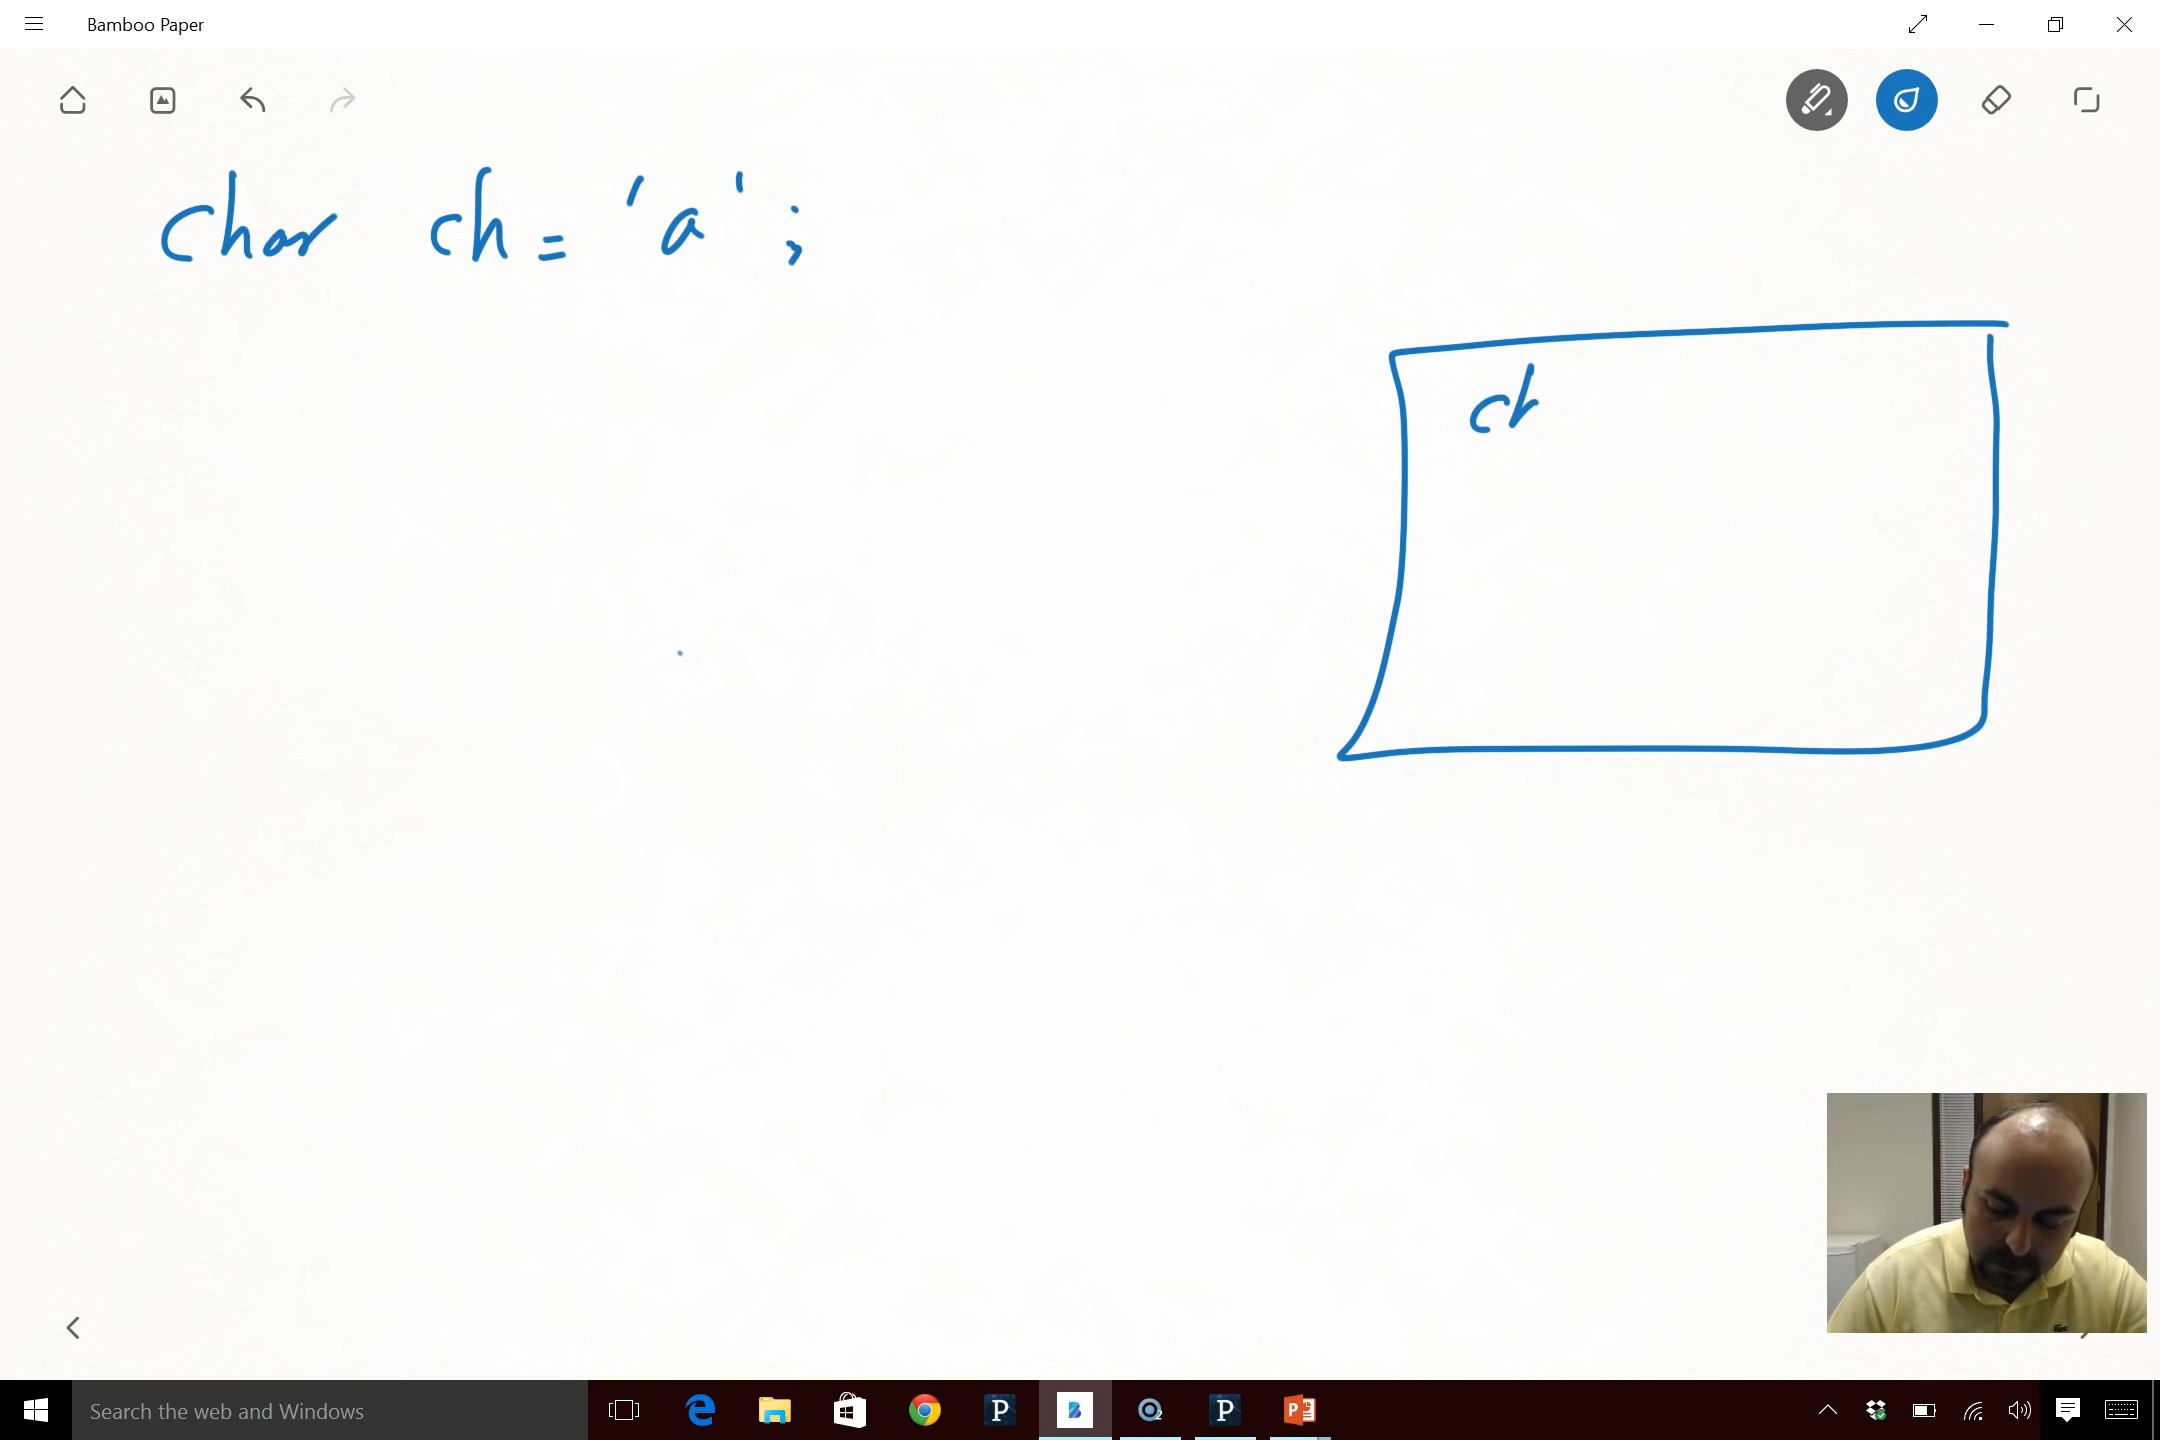 Bamboo Paper
char ch = 'a';
ch
Search the web and Windows